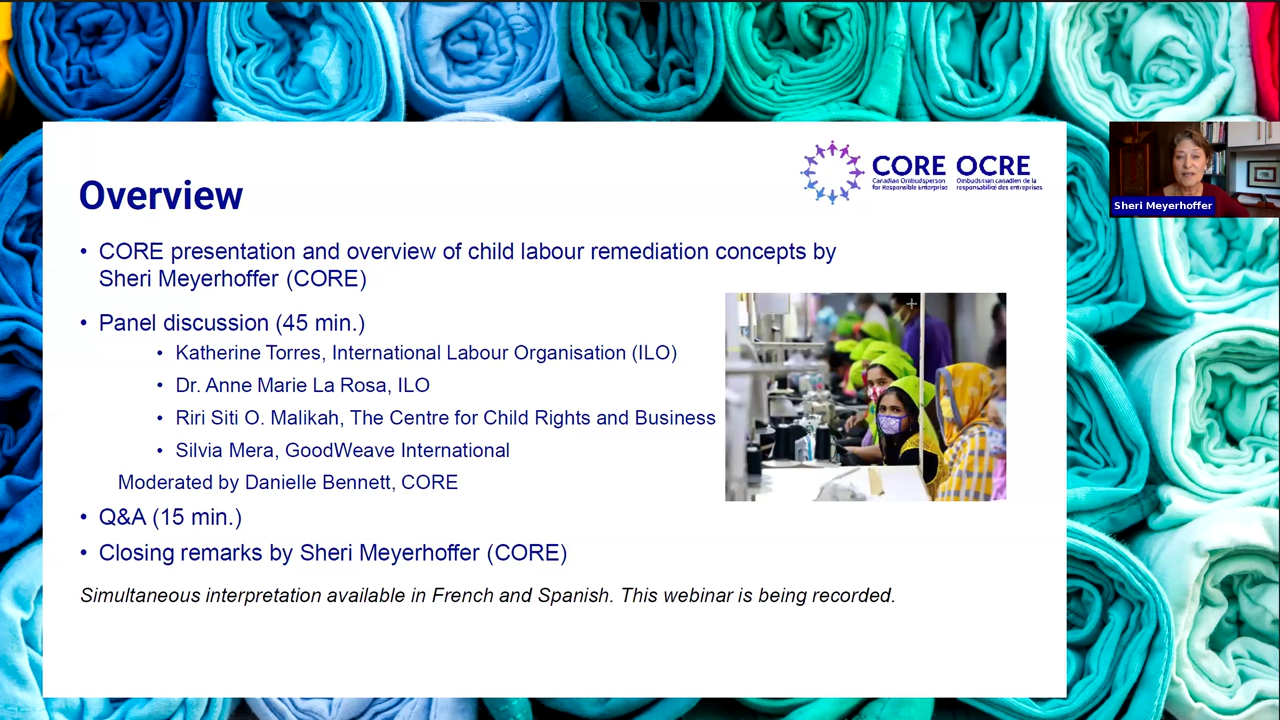 CORE OCRE
Canadian Ombudsperson
for Responsible Enterprise
Ombudsman canadien de la
responsabilité des entreprises
Overview
• CORE presentation and overview of child labour remediation concepts by
Sheri Meyerhoffer (CORE)
• Panel discussion (45 min.)
• Katherine Torres, International Labour Organisation (ILO)
• Dr. Anne Marie La Rosa, ILO
• Riri Siti O. Malikah, The Centre for Child Rights and Business
• Silvia Mera, GoodWeave International
Moderated by Danielle Bennett, CORE
• Q&A (15 min.)
• Closing remarks by Sheri Meyerhoffer (CORE)
Simultaneous interpretation available in French and Spanish. This webinar is being recorded.
Sheri Meyerhoffer